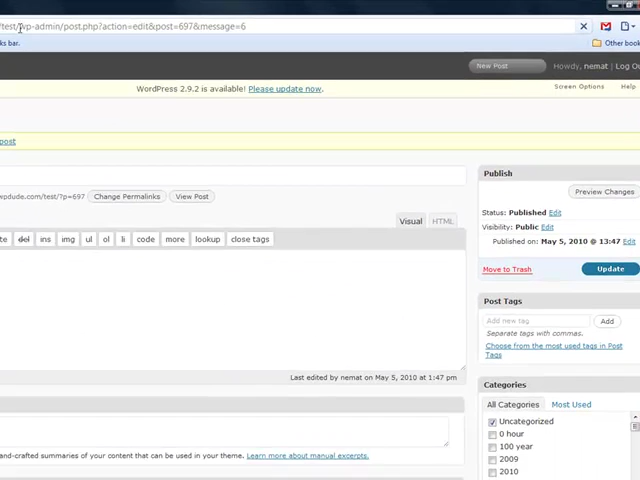 /test/wp-admin/post.php?action=edit&post=697&message=6
ks bar.
Other book
New Post
Howdy, nemat | Log Ou
WordPress 2.9.2 is available! Please update now.
Screen Options
Help
post
wpdude.com/test/?p=697
Change Permalinks
View Post
Publish
Preview Changes
Status: Published Edit
Visibility: Public Edit
Published on: May 5, 2010 @ 13:47 Edit
Move to Trash
Update
Visual
HTML
te
del
ins
img
ul
ol
li
code
more
lookup
close tags
Last edited by nemat on May 5, 2010 at 1:47 pm
Post Tags
Add new tag
Add
Separate tags with commas.
Choose from the most used tags in Post
Tags
Categories
All Categories
Most Used
Uncategorized
0 hour
100 year
2009
2010
nd-crafted summaries of your content that can be used in your theme. Learn more about manual excerpts.